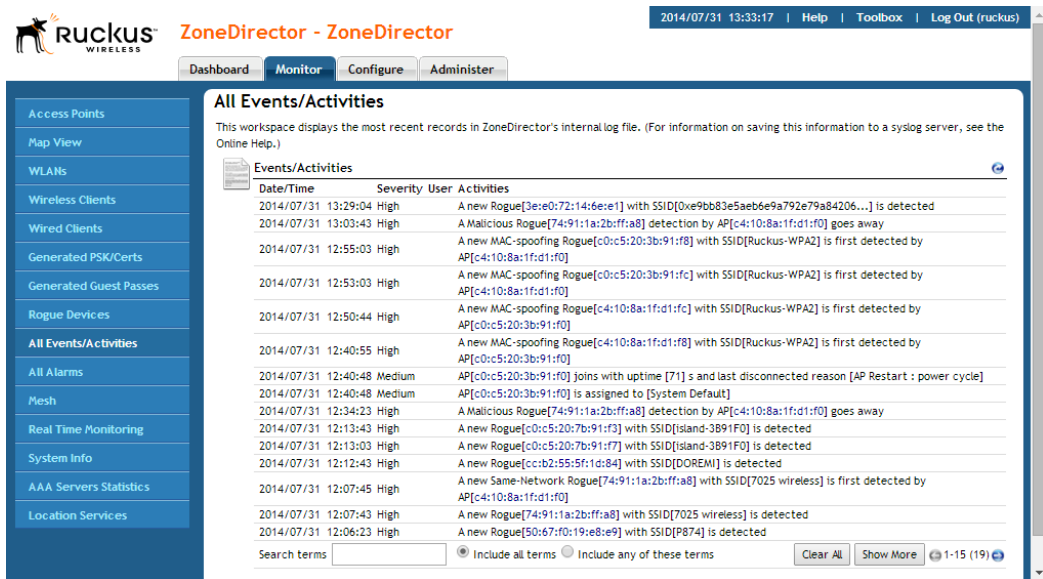 2014/07/31 13:33:17 | Help | Toolbox | Log Out (ruckus)
RUCKUS™
WIRELESS
ZoneDirector - ZoneDirector
Dashboard Monitor Configure Administer
Access Points
Map View
WLANs
Wireless Clients
Wired Clients
Generated PSK/Certs
Generated Guest Passes
Rogue Devices
All Events/Activities
All Alarms
Mesh
Real Time Monitoring
System Info
AAA Servers Statistics
Location Services
All Events/Activities
This workspace displays the most recent records in ZoneDirector's internal log file. (For information on saving this information to a syslog server, see the
Online Help.)
Events/Activities
Date/Time Severity User Activities
2014/07/31 13:29:04 High A new Rogue[3e:e0:72:14:6e:e1] with SSID[0xe9bb83e5aeb6e9a792e79a84206...] is detected
2014/07/31 13:03:43 High A Malicious Rogue[74:91:1a:2b:ff:a8] detection by AP[c4:10:8a:1f:d1:f0] goes away
2014/07/31 12:55:03 High A new MAC-spoofing Rogue[c0:c5:20:3b:91:f8] with SSID[Ruckus-WPA2] is first detected by
AP[c4:10:8a:1f:d1:f0]
2014/07/31 12:53:03 High A new MAC-spoofing Rogue[c0:c5:20:3b:91:fc] with SSID[Ruckus-WPA2] is first detected by
AP[c4:10:8a:1f:d1:f0]
2014/07/31 12:50:44 High A new MAC-spoofing Rogue[c4:10:8a:1f:d1:fc] with SSID[Ruckus-WPA2] is first detected by
AP[c0:c5:20:3b:91:f0]
2014/07/31 12:40:55 High A new MAC-spoofing Rogue[c4:10:8a:1f:d1:f8] with SSID[Ruckus-WPA2] is first detected by
AP[c0:c5:20:3b:91:f0]
2014/07/31 12:40:48 Medium AP[c0:c5:20:3b:91:f0] joins with uptime [71] s and last disconnected reason [AP Restart : power cycle]
2014/07/31 12:40:48 Medium AP[c0:c5:20:3b:91:f0] is assigned to [System Default]
2014/07/31 12:34:23 High A Malicious Rogue[74:91:1a:2b:ff:a8] detection by AP[c4:10:8a:1f:d1:f0] goes away
2014/07/31 12:13:43 High A new Rogue[c0:c5:20:7b:91:f3] with SSID[island-3B91F0] is detected
2014/07/31 12:13:03 High A new Rogue[c0:c5:20:7b:91:f7] with SSID[island-3B91F0] is detected
2014/07/31 12:12:43 High A new Rogue[cc:b2:55:5f:1d:84] with SSID[DOREMI] is detected
2014/07/31 12:07:45 High A new Same-Network Rogue[74:91:1a:2b:ff:a8] with SSID[7025 wireless] is first detected by
AP[c4:10:8a:1f:d1:f0]
2014/07/31 12:07:43 High A new Rogue[74:91:1a:2b:ff:a8] with SSID[7025 wireless] is detected
2014/07/31 12:06:23 High A new Rogue[50:67:f0:19:e8:e9] with SSID[P874] is detected
Search terms Include all terms Include any of these terms Clear All Show More 1-15 (19)